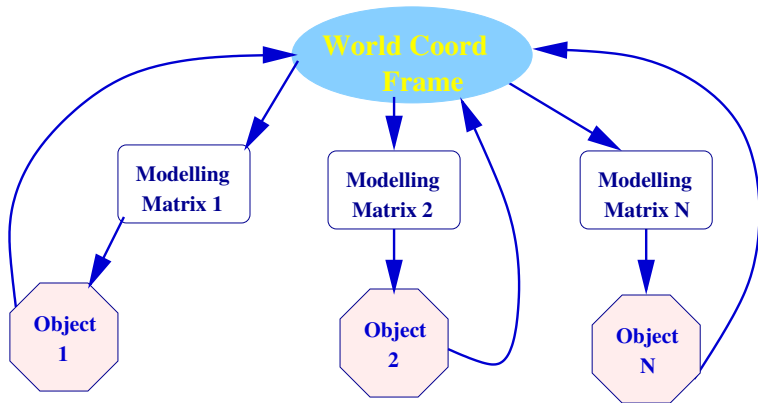 World Coord
Frame
Modelling
Matrix 1
Modelling
Matrix 2
Modelling
Matrix N
Object
1
Object
2
Object
N